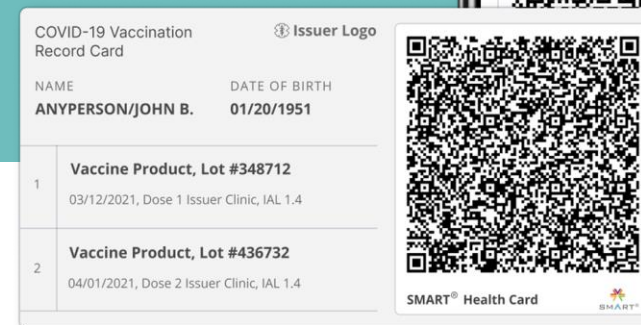 COVID-19 Vaccination
Record Card
Issuer Logo
NAME
ANYPERSON/JOHN B.
DATE OF BIRTH
01/20/1951
1
Vaccine Product, Lot #348712
03/12/2021, Dose 1 Issuer Clinic, IAL 1.4
2
Vaccine Product, Lot #436732
04/01/2021, Dose 2 Issuer Clinic, IAL 1.4
SMART® Health Card
SMART®